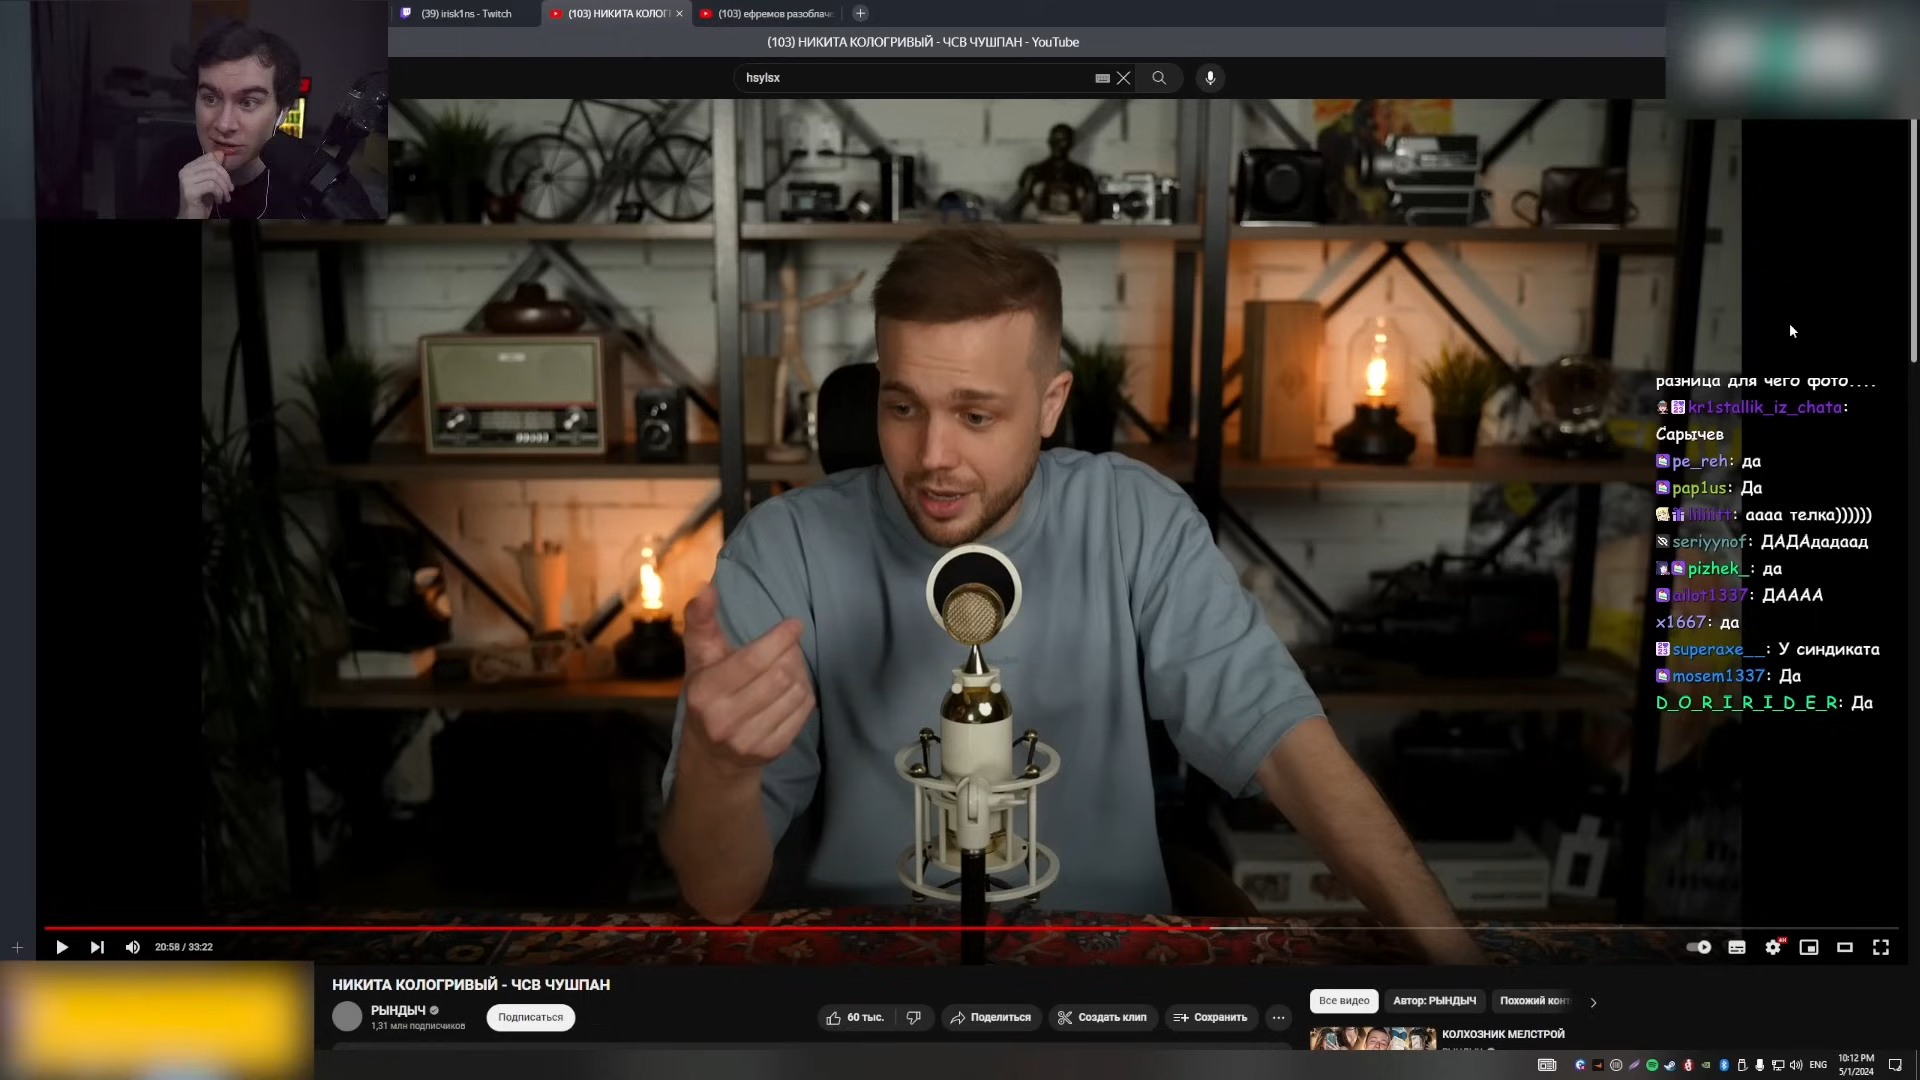 (39) irisk1ns - Twitch
(103) НИКИТА КОЛОГР
(103) ефремов разоблаче
(103) НИКИТА КОЛОГРИВЫЙ - ЧСВ ЧУШПАН - YouTube
hsylsx
разница для чего фото....
kr1stallik_iz_chata:
Сарычев
pe_reh: да
pap1us: Да
: аааа телка))))))
seriyynof: ДАДАдадаад
pizhek_: да
ailot1337: ДАААА
x1667: да
superaxe__: У синдиката
mosem1337: Да
D_O_R_I_R_I_D_E_R: Да
20:58 / 33:22
НИКИТА КОЛОГРИВЫЙ - ЧСВ ЧУШПАН
РЫНДЫЧ
1,31 млн подписчиков
Подписаться
60 тыс.
Поделиться
Создать клип
Сохранить
Все видео
Автор: РЫНДЫЧ
Похожий конт
КОЛХОЗНИК МЕЛСТРОЙ
ENG
10:12 PM
5/1/2024